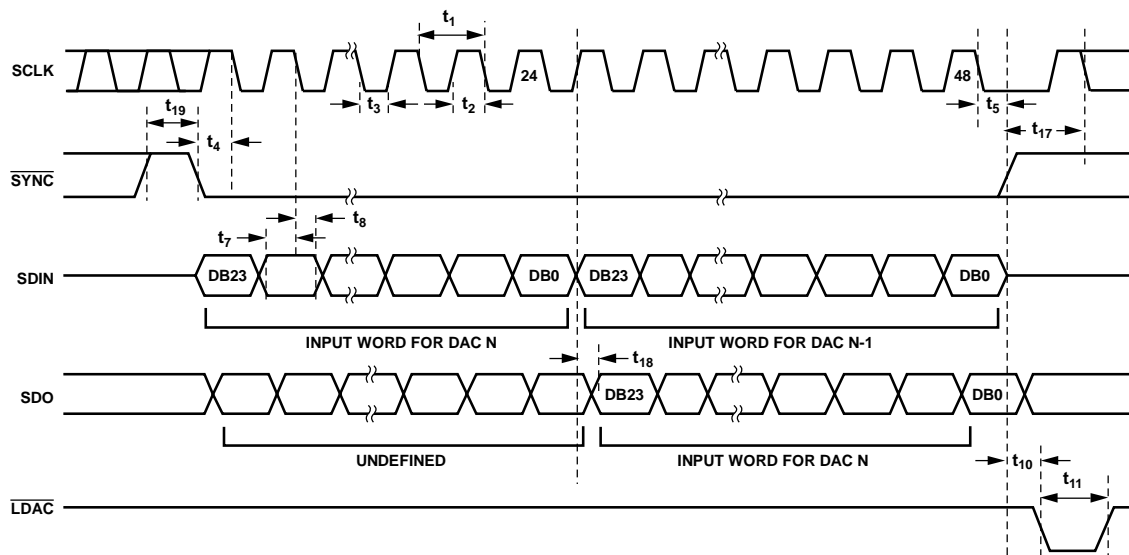 t1
SCLK
24
48
t3
t2
t5
t19
t4
t17
SYNC
t8
t7
SDIN
DB23
DB0
DB23
DB0
INPUT WORD FOR DAC N
INPUT WORD FOR DAC N-1
t18
SDO
DB23
DB0
UNDEFINED
INPUT WORD FOR DAC N
t10
t11
LDAC